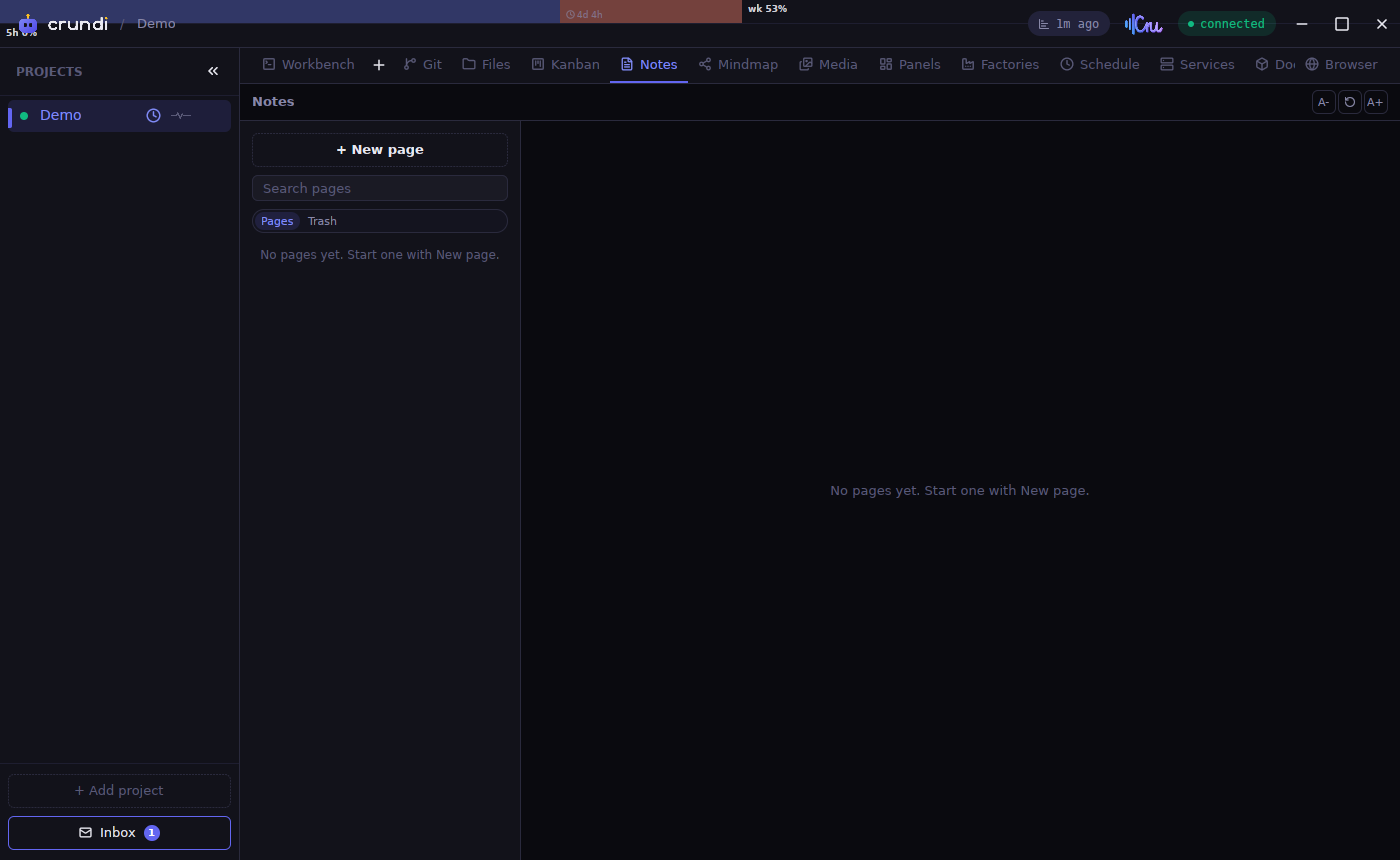 4d 4h
wk 53%
5h 0%
crundi / Demo
1m ago
Cru
connected
PROJECTS
Workbench
Git
Files
Kanban
Notes
Mindmap
Media
Panels
Factories
Schedule
Services
Doc
Browser
Demo
Notes
A-
A+
+ New page
Search pages
Pages
Trash
No pages yet. Start one with New page.
No pages yet. Start one with New page.
+ Add project
Inbox 1